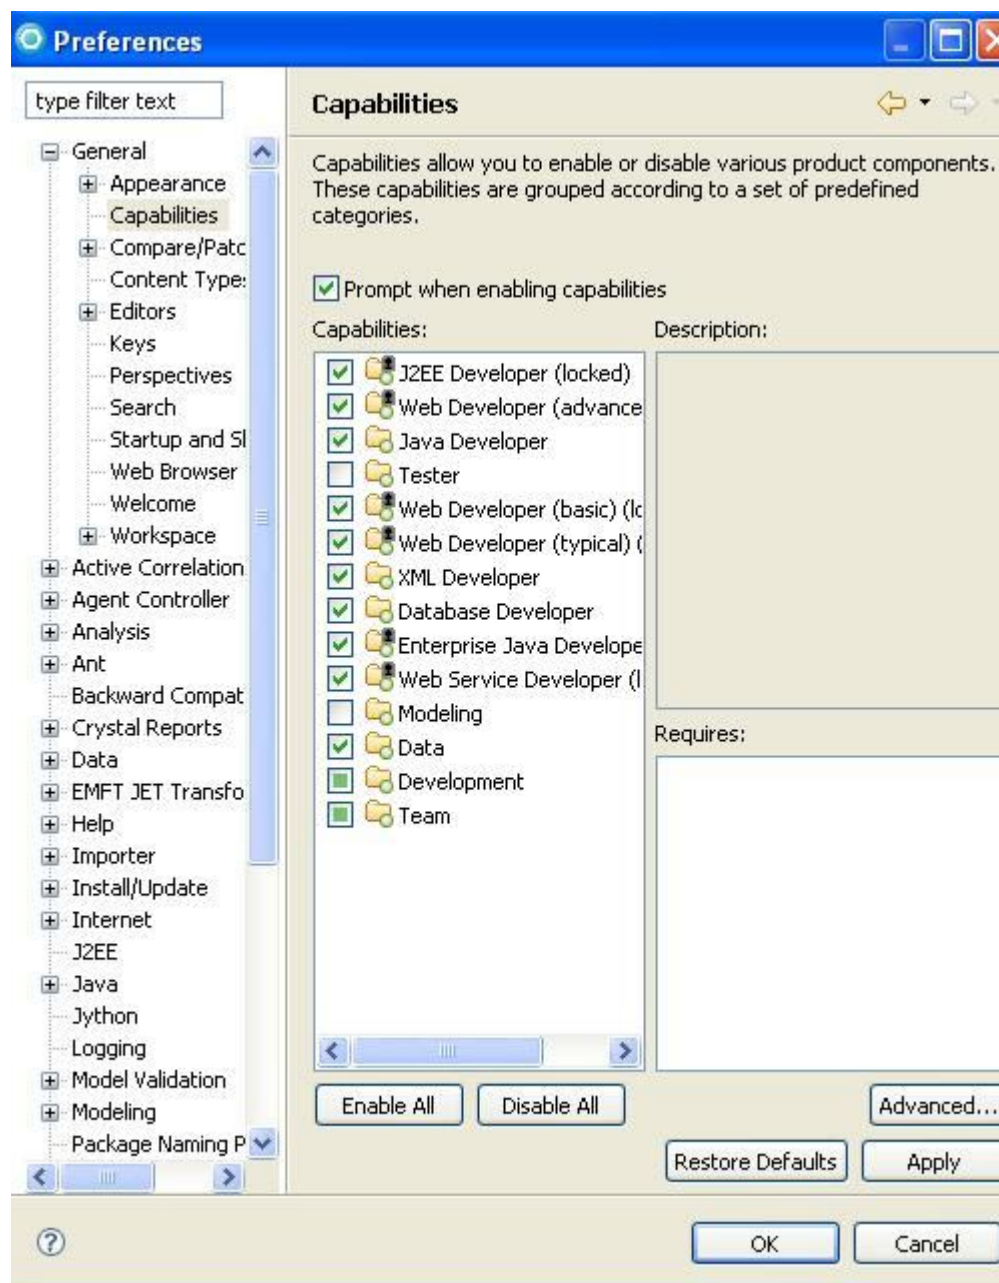 Preferences
type filter text
General
Appearance
Capabilities
Compare/Patc
Content Type
Editors
Keys
Perspectives
Search
Startup and Sl
Web Browser
Welcome
Workspace
Active Correlation
Agent Controller
Analysis
Ant
Backward Compat
Crystal Reports
Data
EMFT JET Transfo
Help
Importer
Install/Update
Internet
J2EE
Java
Jython
Logging
Model Validation
Modeling
Package Naming P
Capabilities
Capabilities allow you to enable or disable various product components.
These capabilities are grouped according to a set of predefined
categories.
Prompt when enabling capabilities
Capabilities:
J2EE Developer (locked)
Web Developer (advance
Java Developer
Tester
Web Developer (basic) (lo
Web Developer (typical) (
XML Developer
Database Developer
Enterprise Java Develope
Web Service Developer (l
Modeling
Data
Development
Team
Description:
Requires:
Enable All
Disable All
Advanced...
Restore Defaults
Apply
OK
Cancel